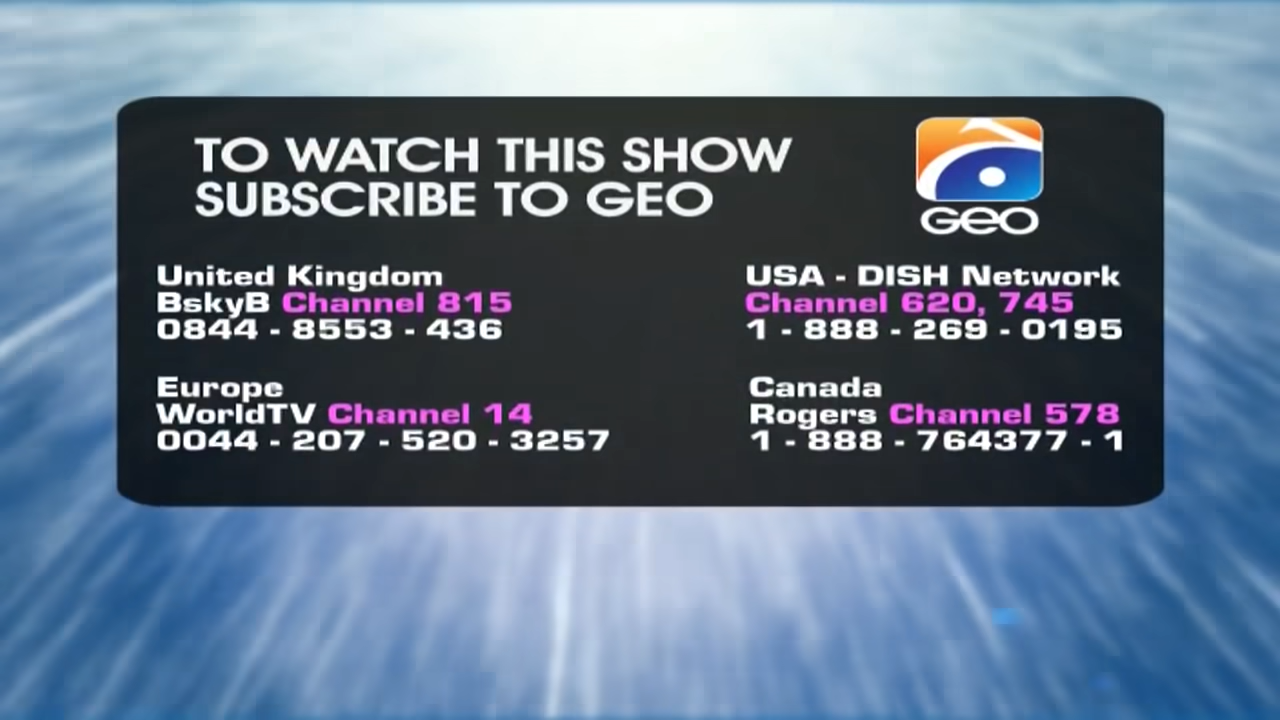 TO WATCH THIS SHOW
SUBSCRIBE TO GEO
GEO
United Kingdom
BskyB Channel 815
0844 - 8553 - 436
USA - DISH Network
Channel 620, 745
1 - 888 - 269 - 0195
Europe
WorldTV Channel 14
0044 - 207 - 520 - 3257
Canada
Rogers Channel 578
1 - 888 - 764377 - 1